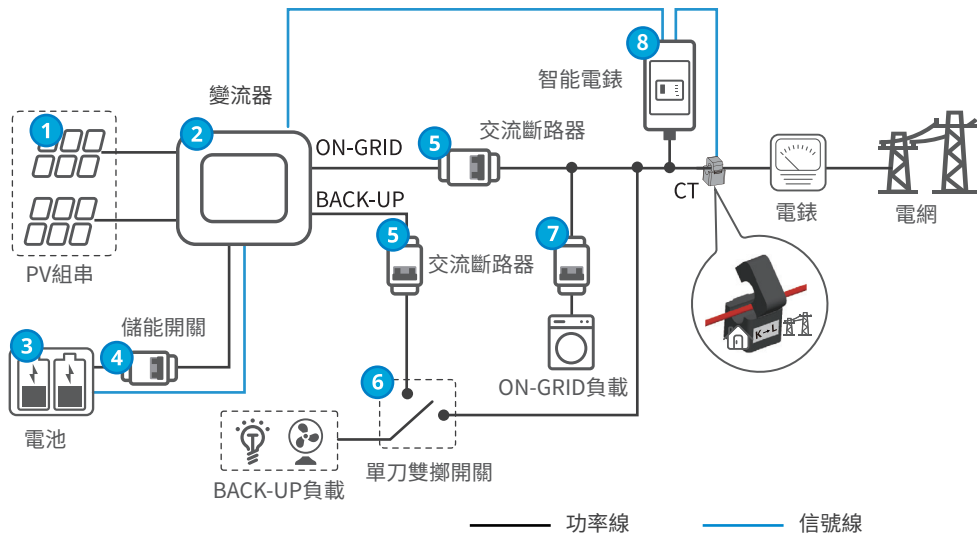 8
智能電錶
變流器
1
2
ON-GRID
5
交流斷路器
BACK-UP
CT
電錶
電網
5
交流斷路器
7
PV組串
儲能開關
K→L
3
4
ON-GRID負載
6
電池
單刀雙擲開關
BACK-UP負載
功率線
信號線